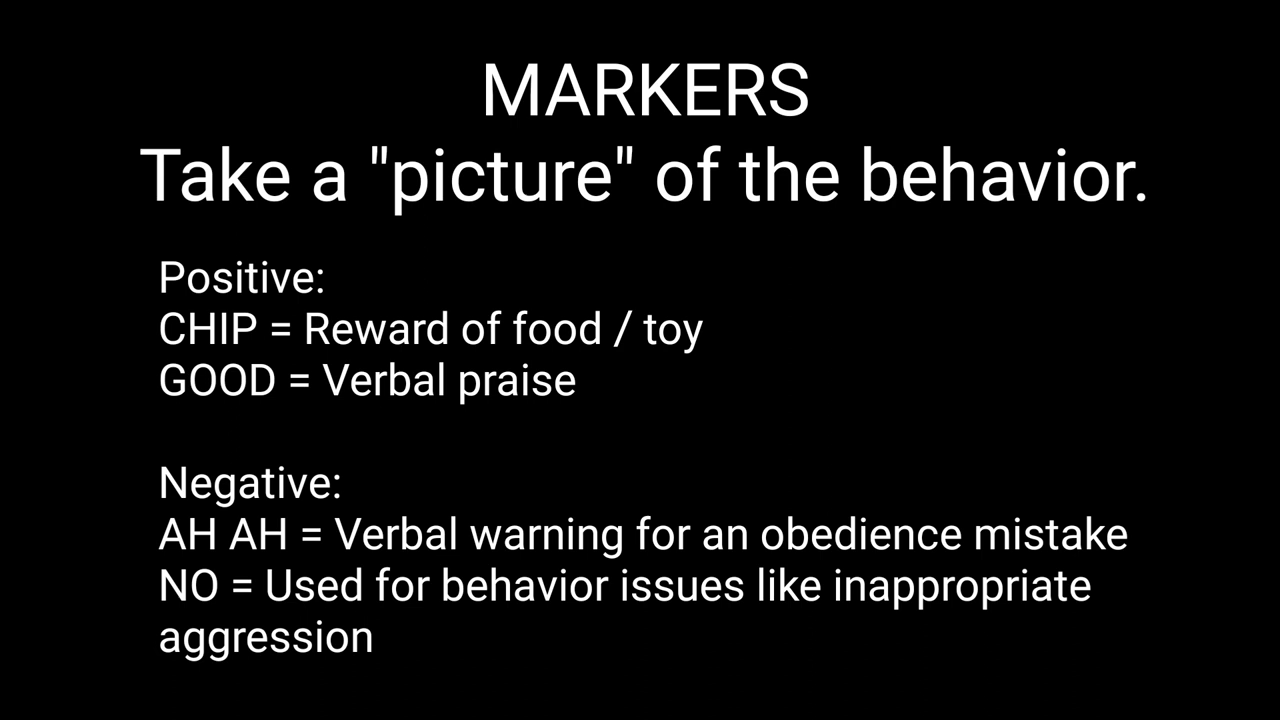 MARKERS
Take a "picture" of the behavior.
Positive:
CHIP = Reward of food / toy
GOOD = Verbal praise
Negative:
AH AH = Verbal warning for an obedience mistake
NO = Used for behavior issues like inappropriate
aggression